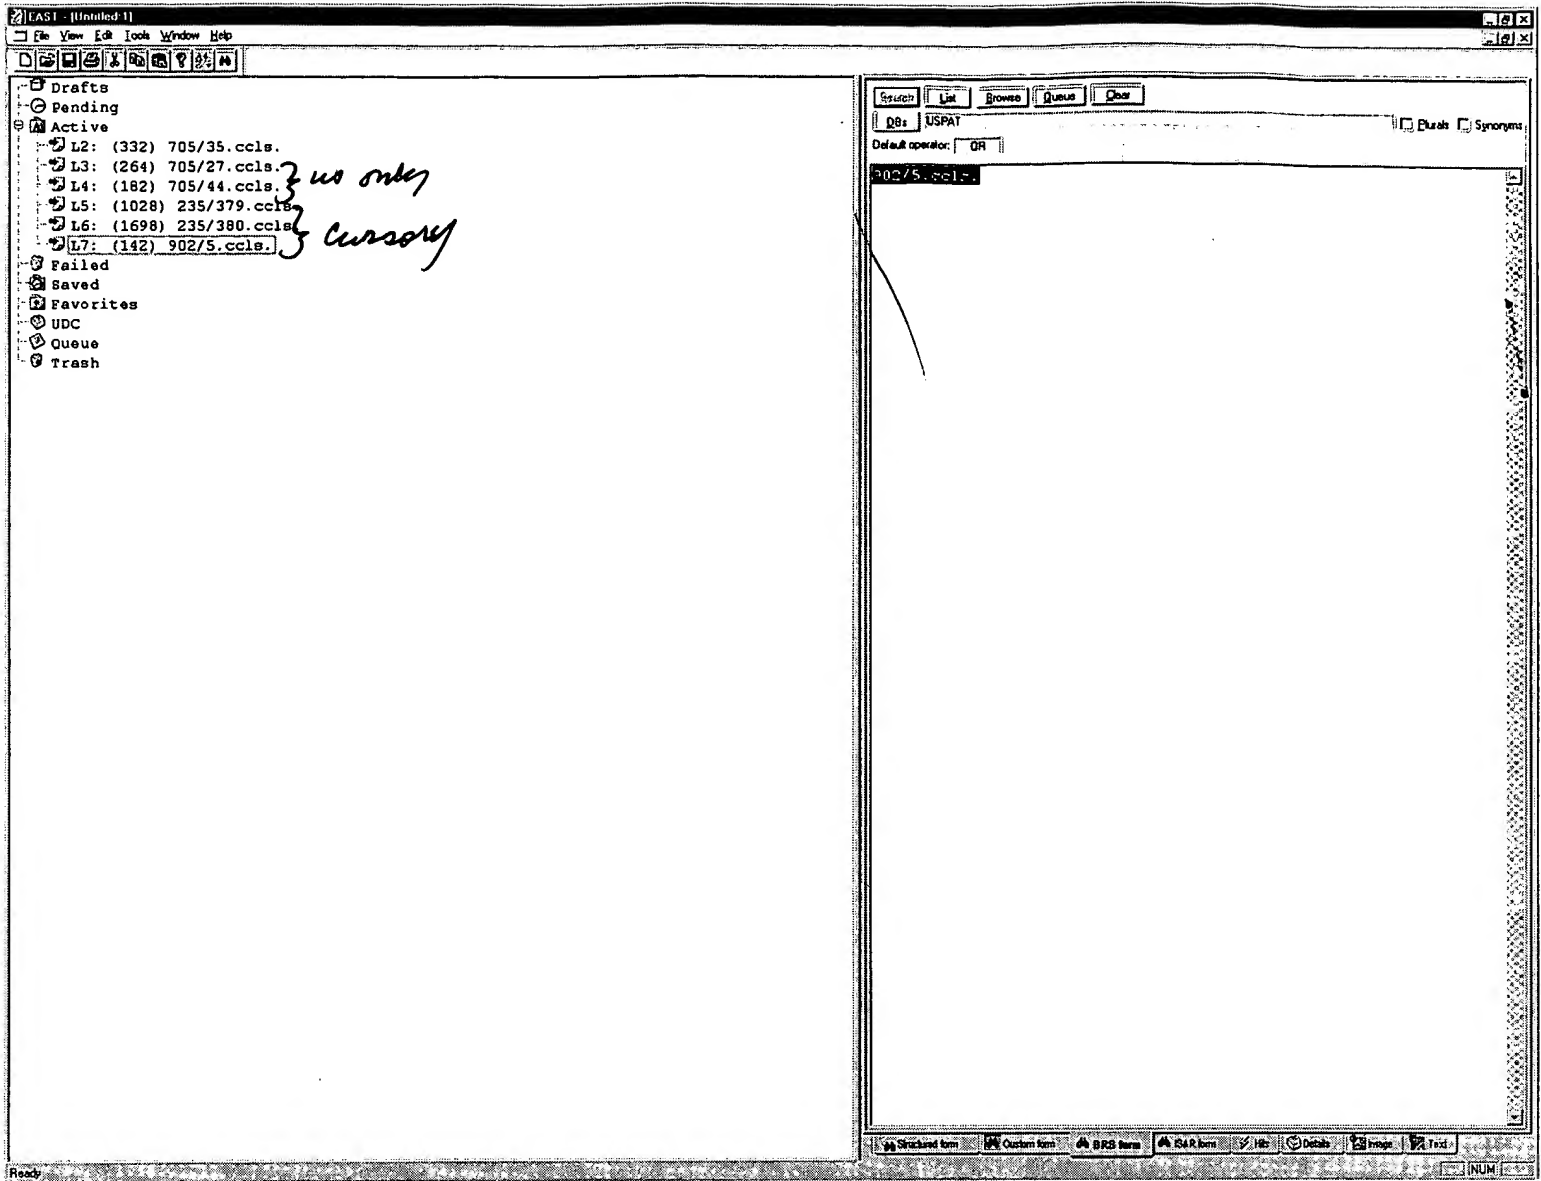 EAST - [Untitled:1]
File View Edit Tools Window Help
Drafts
Pending
Active
L2: (332) 705/35.ccls.
L3: (264) 705/27.ccls.
L4: (182) 705/44.ccls.
us only
L5: (1028) 235/379.ccls
L6: (1698) 235/380.ccls
L7: (142) 902/5.ccls.
cursory
Failed
Saved
Favorites
UDC
Queue
Trash
Search List Browse Queue Clear
DBs USPAT Plurals Synonyms
Default operator: OR
902/5.ccls.
Structured form Custom form BRS form IS&R form Hits Details Image Text
Ready NUM